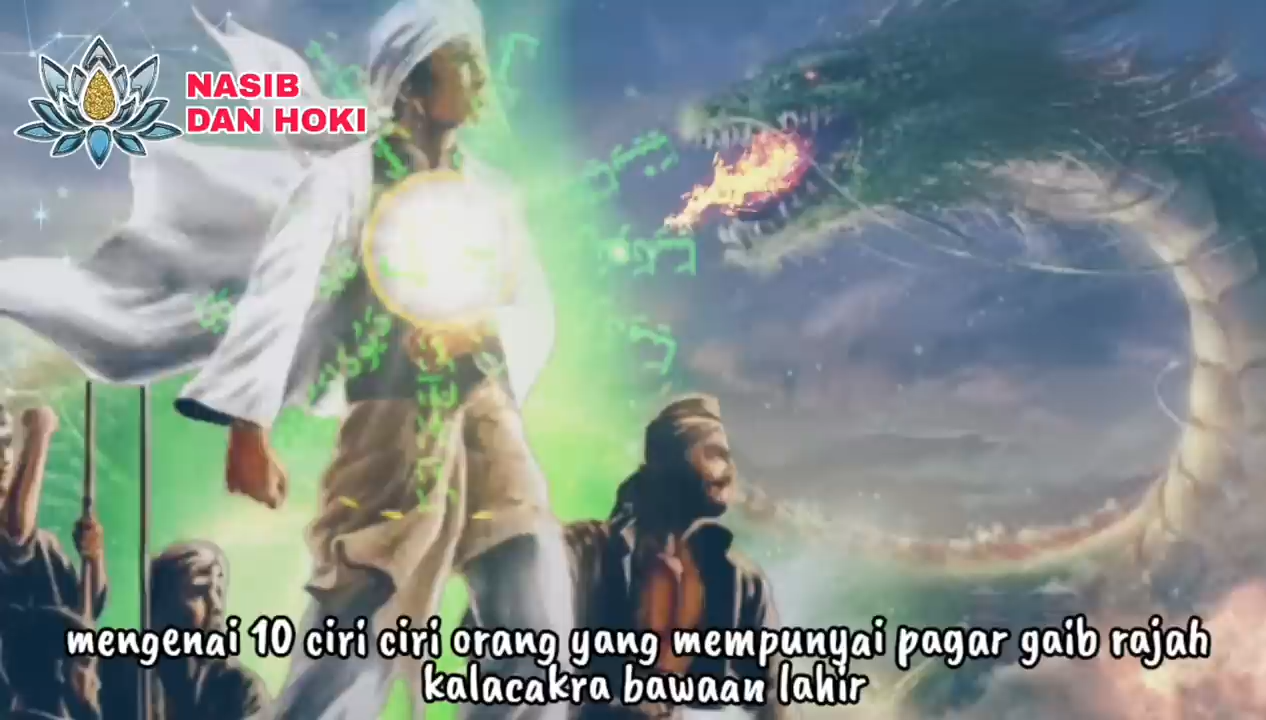 NASIB
DAN HOKI
mengenai 10 ciri ciri orang yang mempunyai pagar gaib rajah
kalacakra bawaan lahir